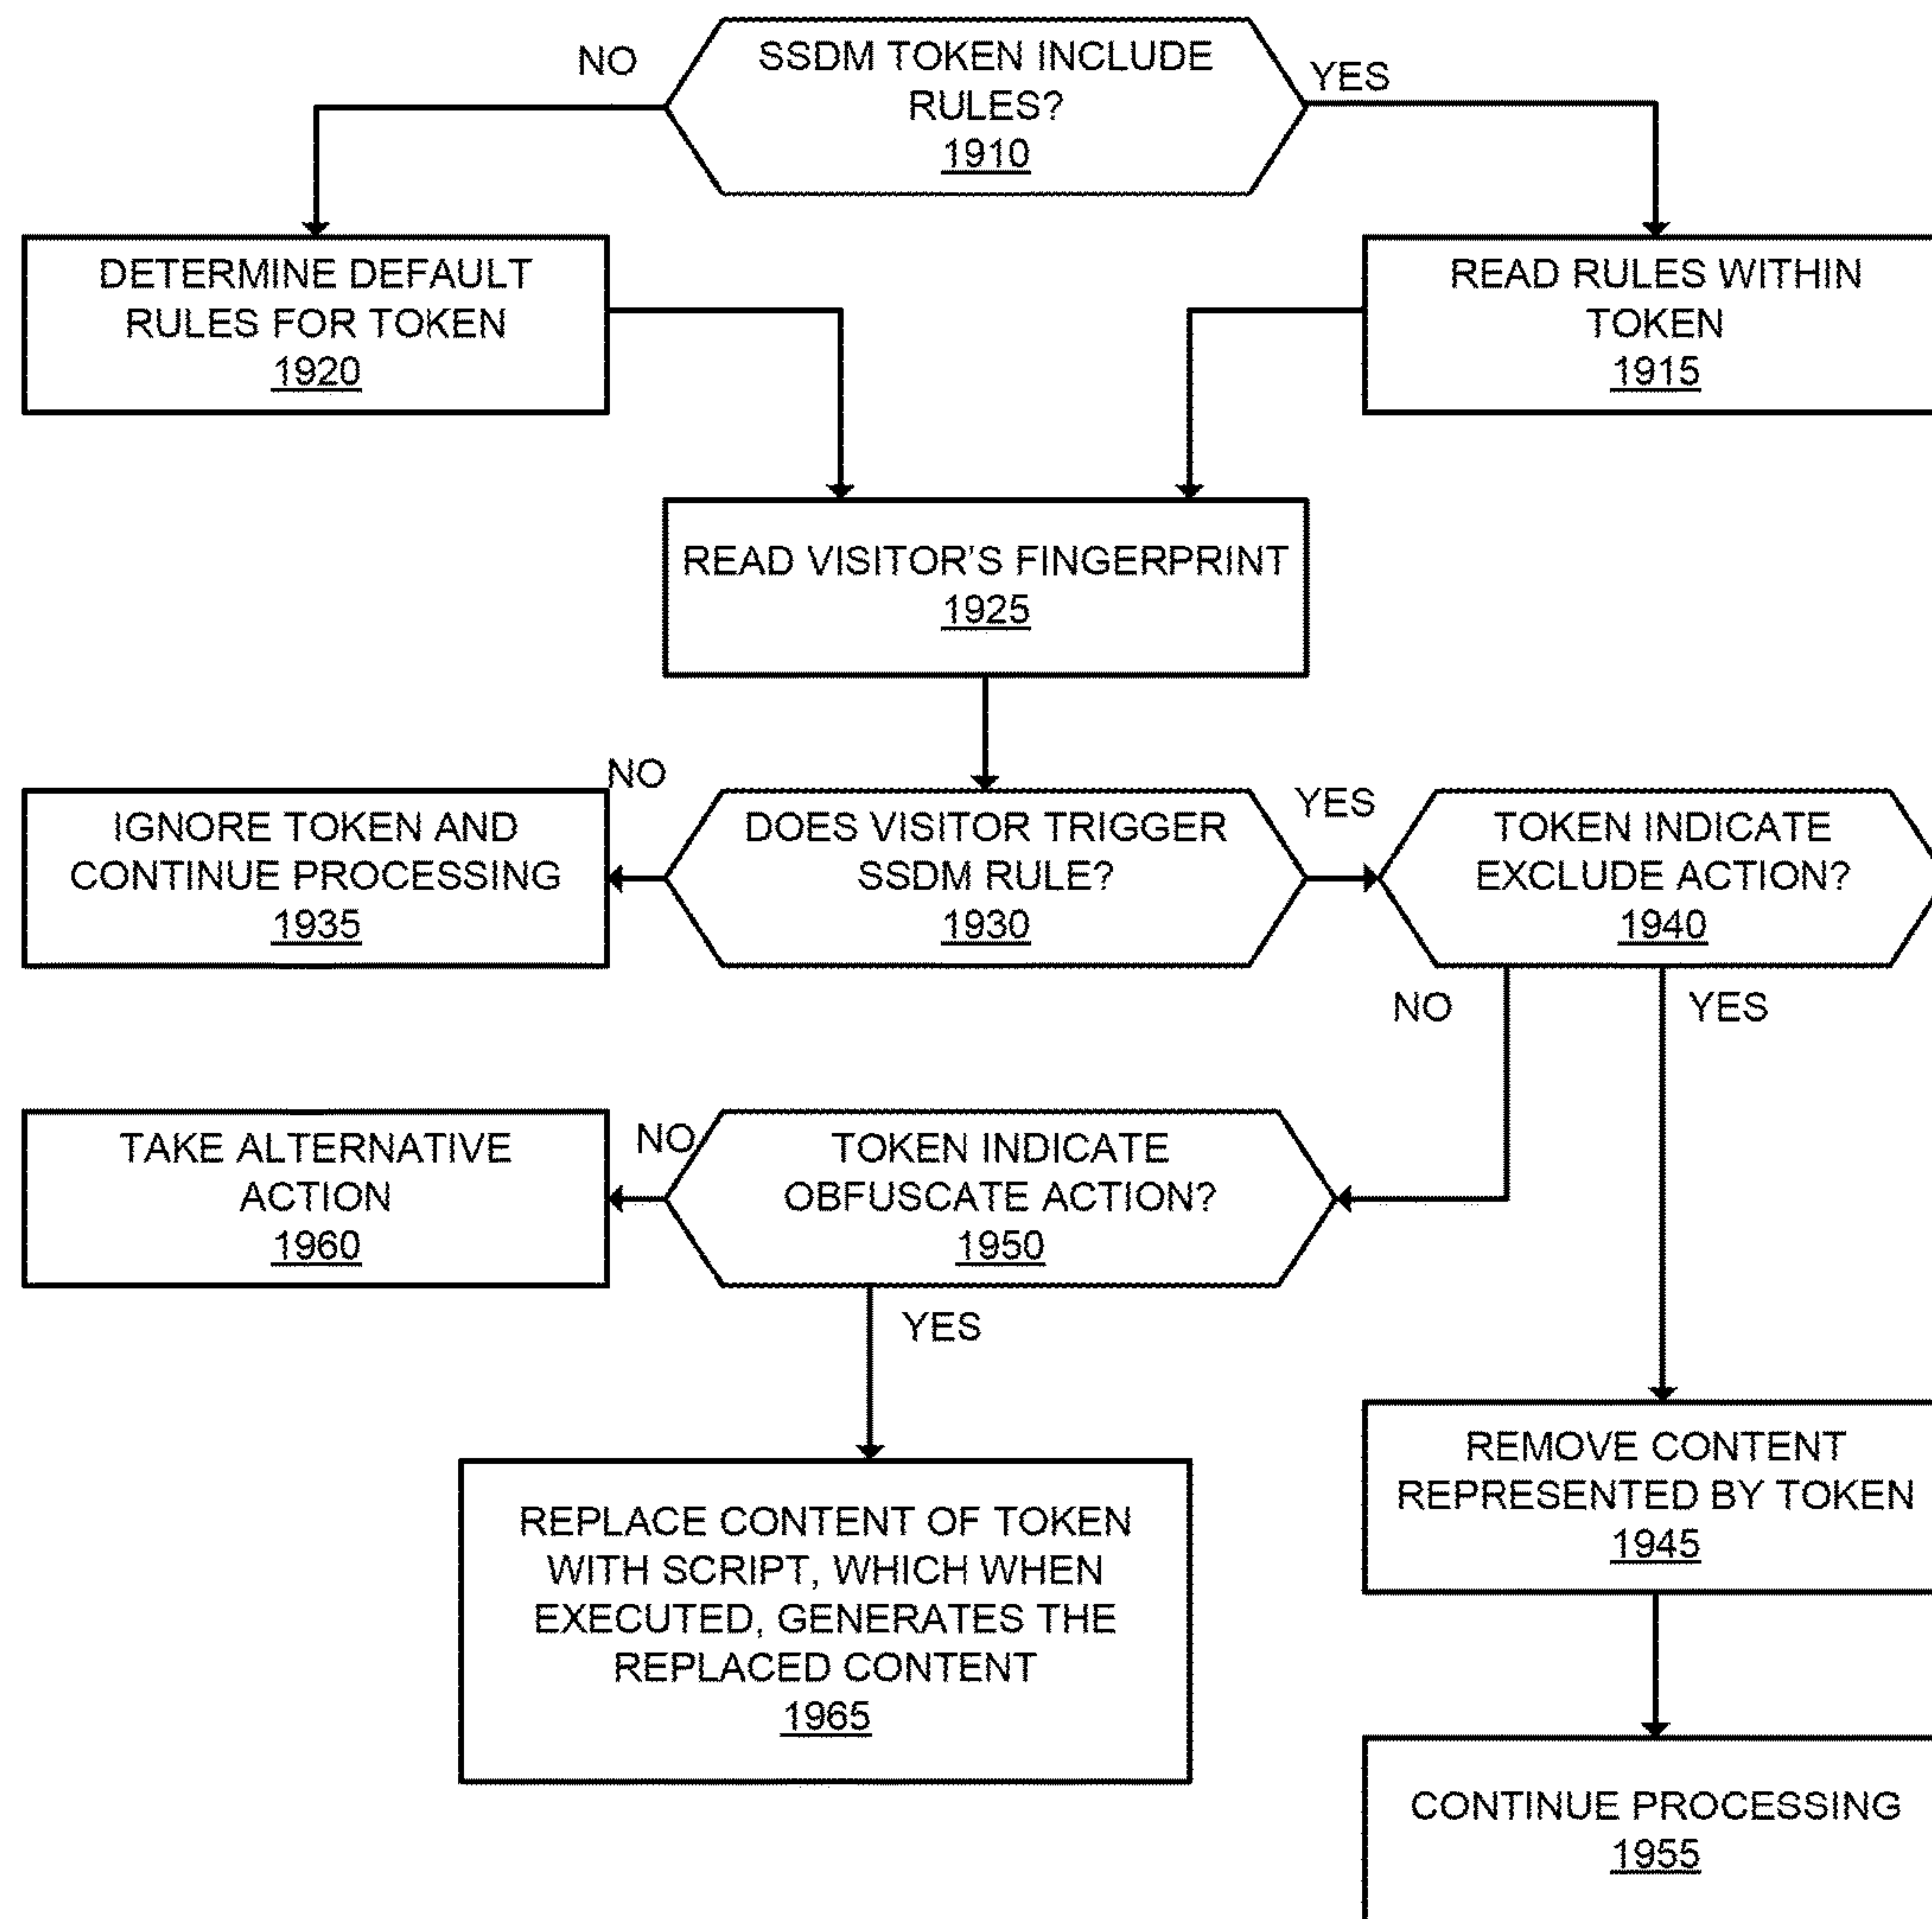 NO
SSDM TOKEN INCLUDE
RULES?
1910
YES
DETERMINE DEFAULT
RULES FOR TOKEN
1920
READ RULES WITHIN
TOKEN
1915
READ VISITOR'S FINGERPRINT
1925
NO
IGNORE TOKEN AND
CONTINUE PROCESSING
1935
DOES VISITOR TRIGGER
SSDM RULE?
1930
YES
TOKEN INDICATE
EXCLUDE ACTION?
1940
NO
YES
TAKE ALTERNATIVE
ACTION
1960
NO
TOKEN INDICATE
OBFUSCATE ACTION?
1950
YES
REPLACE CONTENT OF TOKEN
WITH SCRIPT, WHICH WHEN
EXECUTED, GENERATES THE
REPLACED CONTENT
1965
REMOVE CONTENT
REPRESENTED BY TOKEN
1945
CONTINUE PROCESSING
1955